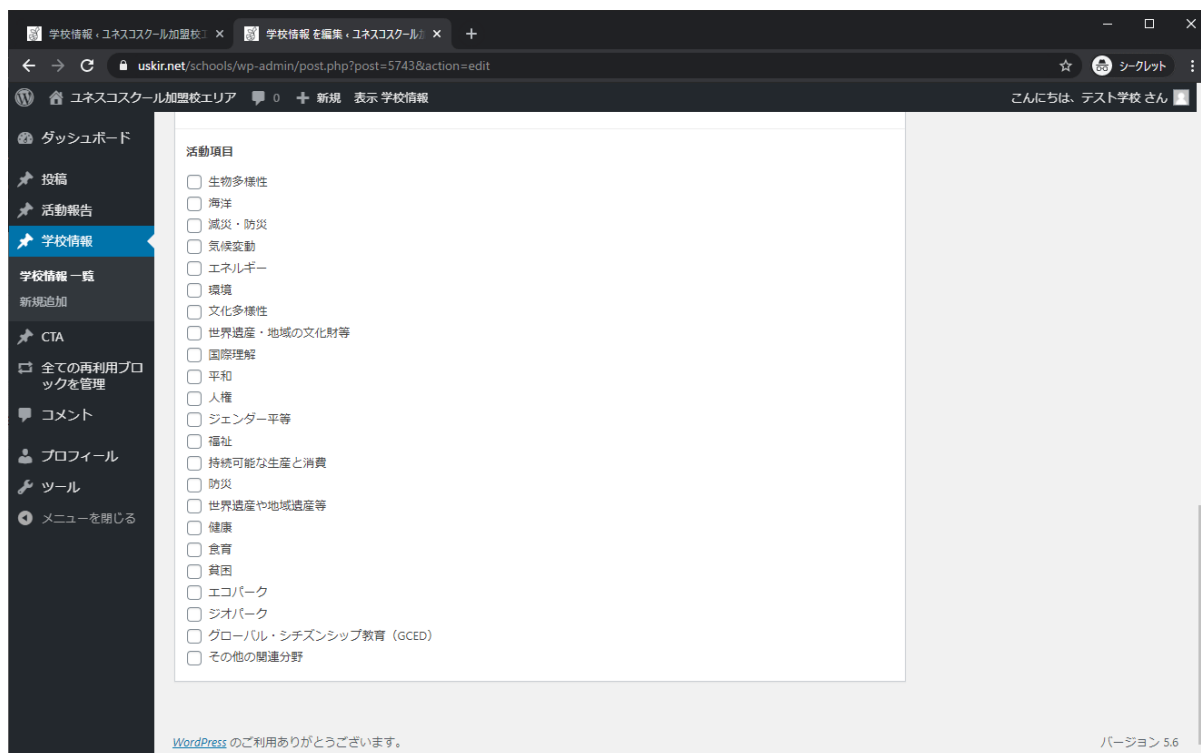 学校情報 ‹ ユネスコスクール加盟校エ
学校情報 を編集 ‹ ユネスコスクール加
uskir.net/schools/wp-admin/post.php?post=5743&action=edit
シークレット
ユネスコスクール加盟校エリア 0 新規 表示 学校情報
こんにちは、テスト学校 さん
ダッシュボード
投稿
活動報告
学校情報
学校情報 一覧
新規追加
CTA
全ての再利用ブロ
ックを管理
コメント
プロフィール
ツール
メニューを閉じる
活動項目
生物多様性
海洋
減災・防災
気候変動
エネルギー
環境
文化多様性
世界遺産・地域の文化財等
国際理解
平和
人権
ジェンダー平等
福祉
持続可能な生産と消費
防災
世界遺産や地域遺産等
健康
食育
貧困
エコパーク
ジオパーク
グローバル・シチズンシップ教育（GCED）
その他の関連分野
WordPress のご利用ありがとうございます。
バージョン 5.6